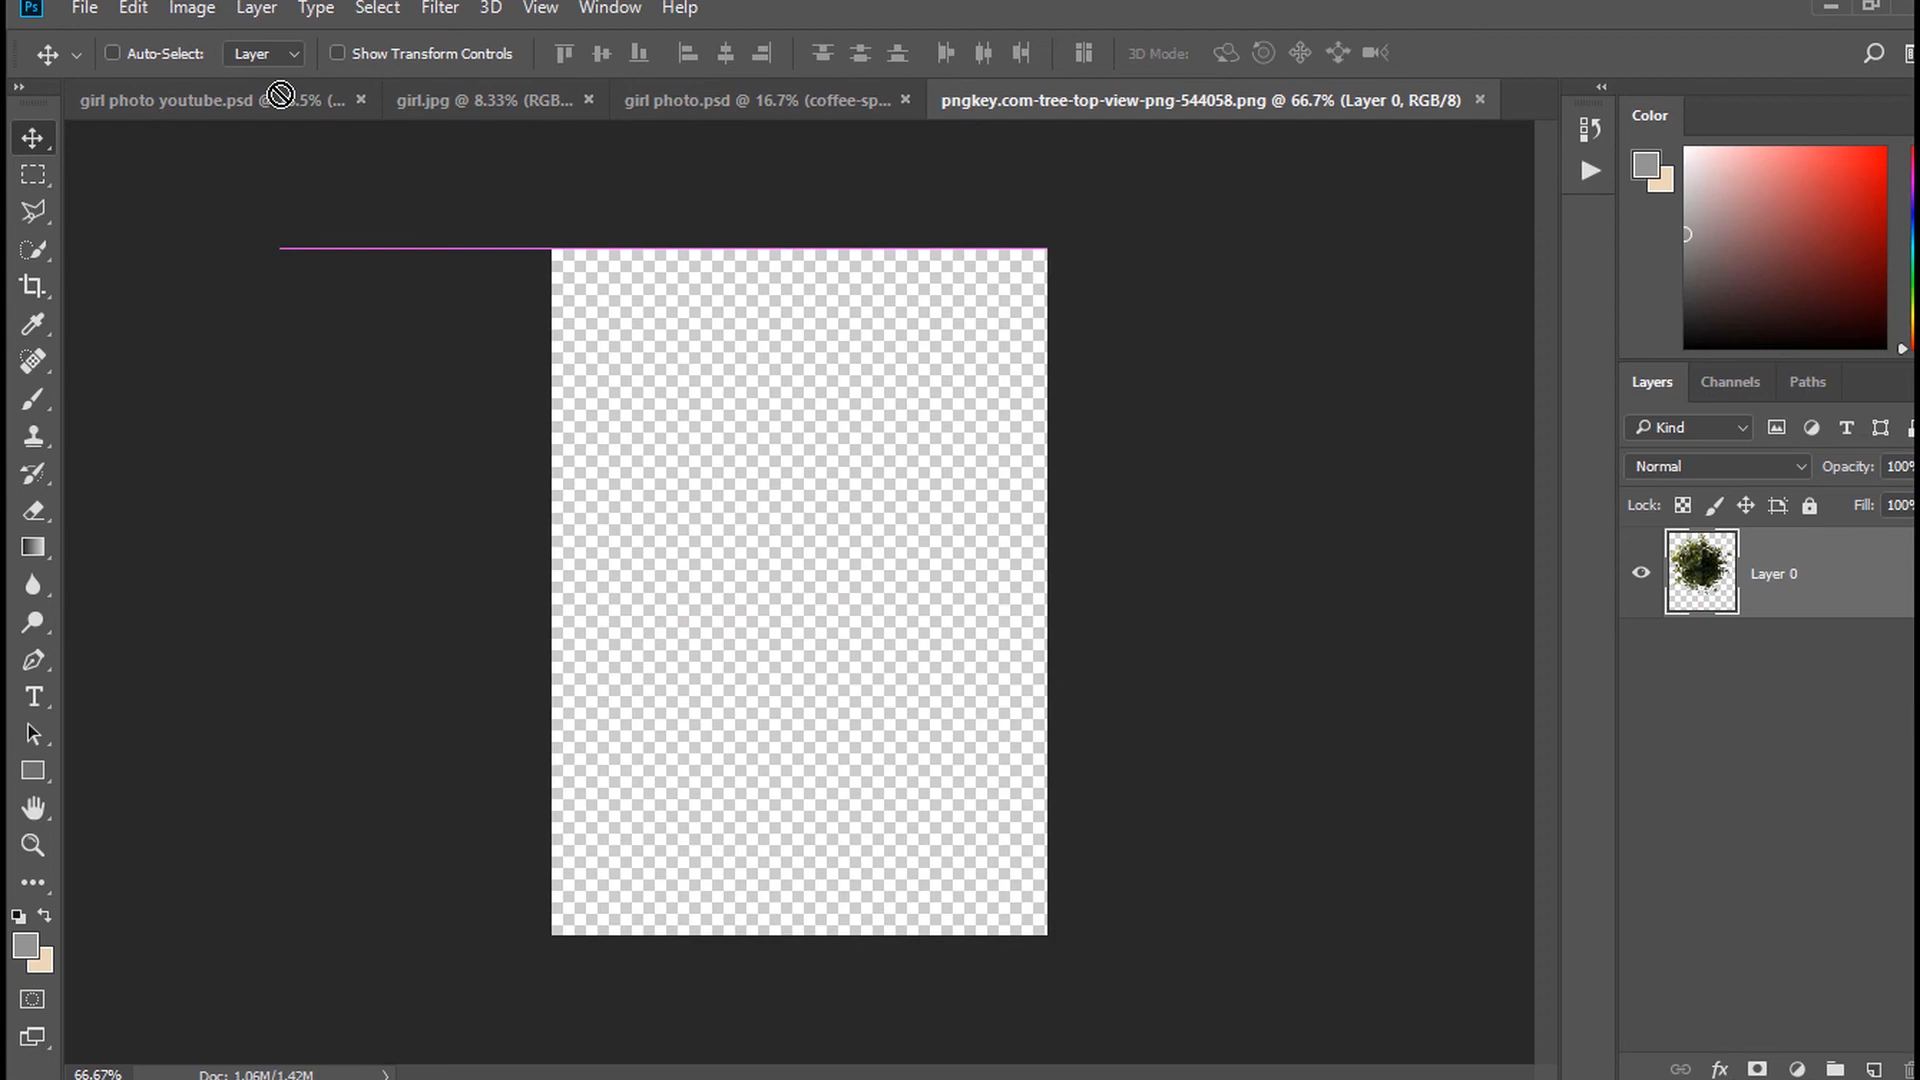 Ps File Edit Image Layer Type Select Filter 3D View Window Help
Auto-Select: Layer Show Transform Controls 3D Mode:
girl photo youtube.psd @ .5% (... × girl.jpg @ 8.33% (RGB... × girl photo.psd @ 16.7% (coffee-sp... × pngkey.com-tree-top-view-png-544058.png @ 66.7% (Layer 0, RGB/8) ×
Color
Layers Channels Paths
Kind
Normal Opacity: 100%
Lock: Fill: 100%
Layer 0
T
fx
66.67% Doc: 1.06M/1.42M